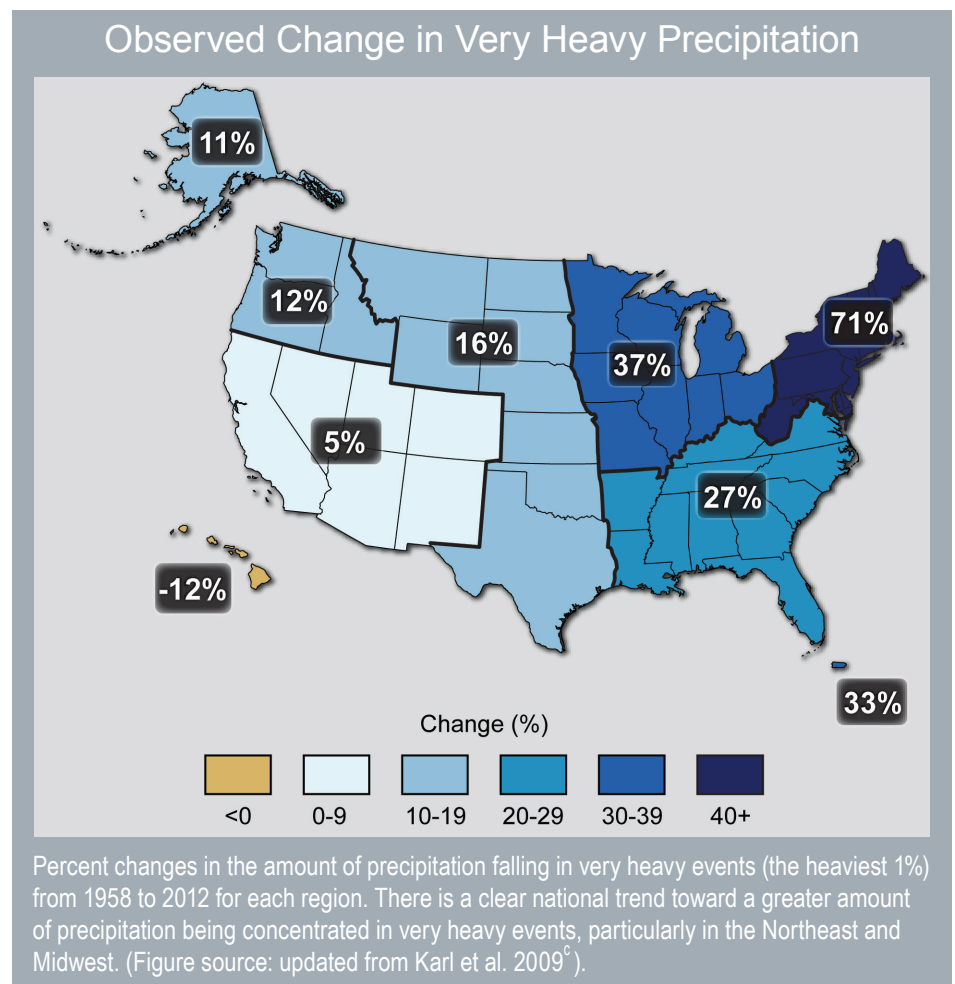 Observed Change in Very Heavy Precipitation
11%
12%
16%
37%
71%
5%
27%
-12%
33%
Change (%)
<0
0-9
10-19
20-29
30-39
40+
Percent changes in the amount of precipitation falling in very heavy events (the heaviest 1%)
from 1958 to 2012 for each region. There is a clear national trend toward a greater amount
of precipitation being concentrated in very heavy events, particularly in the Northeast and
Midwest. (Figure source: updated from Karl et al. 2009c).